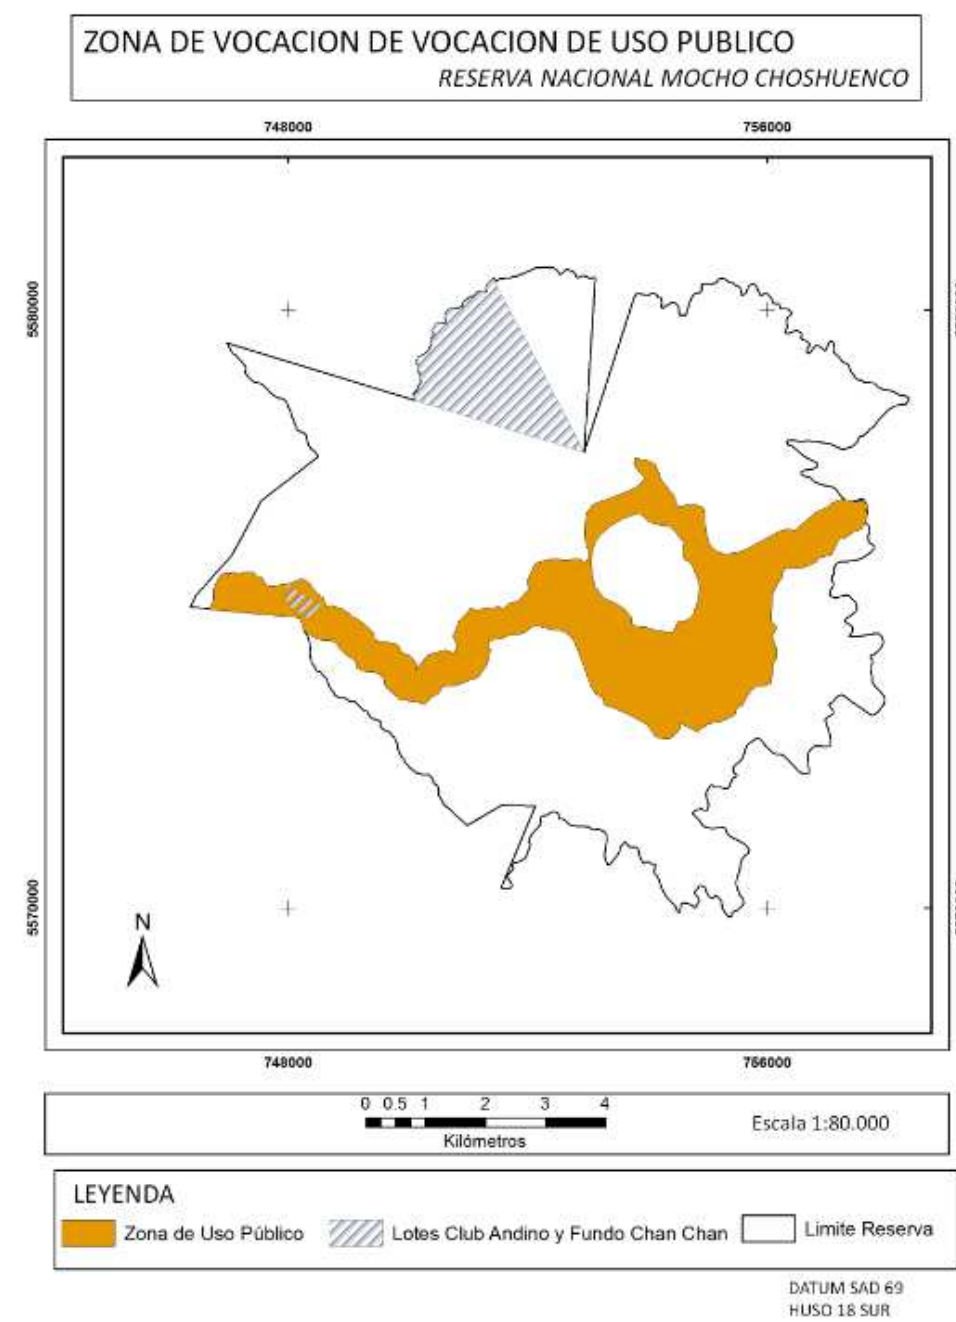 ZONA DE VOCACION DE VOCACION DE USO PUBLICO
RESERVA NACIONAL MOCHO CHOSHUENCO
748000 756000
5580000
5570000
N
748000 756000
0 0.5 1 2 3 4
Kilómetros
Escala 1:80.000
LEYENDA
Zona de Uso Público Lotes Club Andino y Fundo Chan Chan Limite Reserva
DATUM SAD 69
HUSO 18 SUR